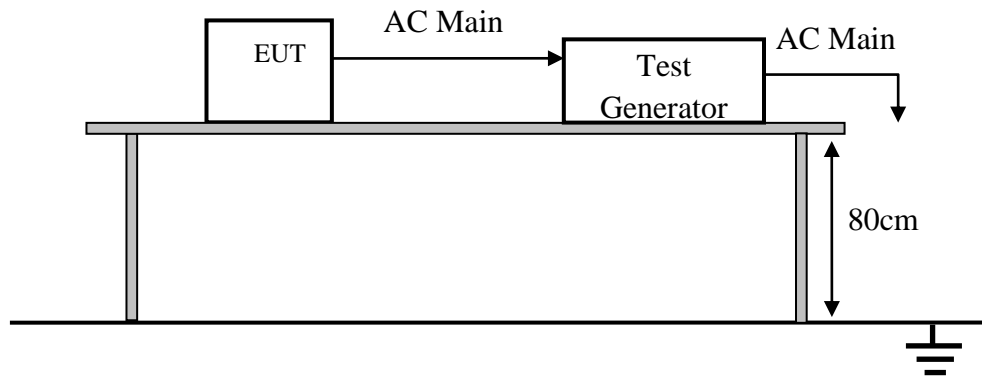 AC Main
AC Main
EUT
Test
Generator
80cm